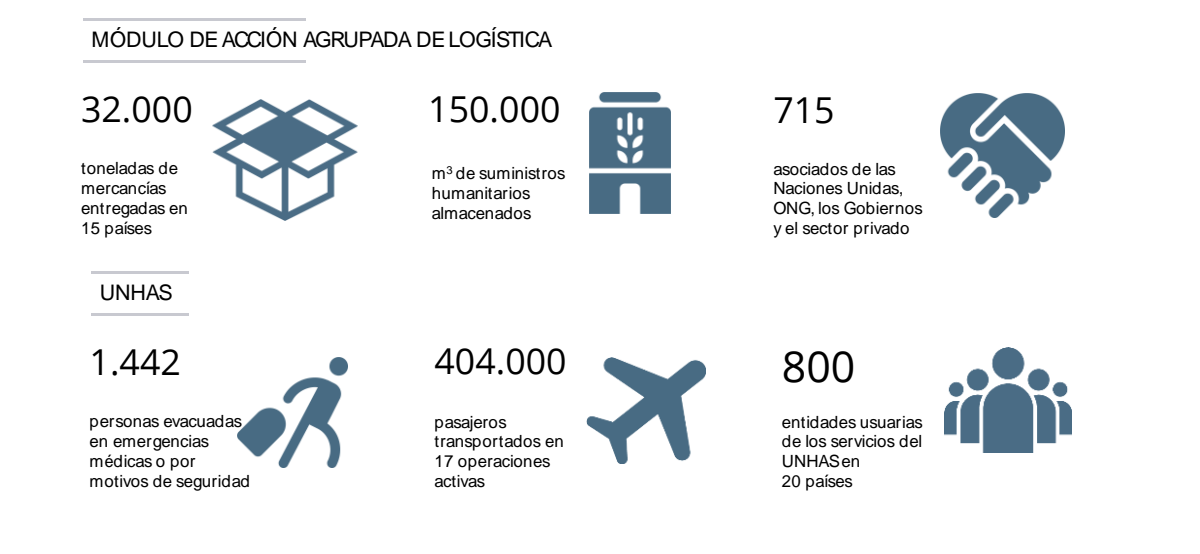 MÓDULO DE ACCIÓN AGRUPADA DE LOGÍSTICA
32.000
toneladas de
mercancías
entregadas en
15 países
150.000
m³ de suministros
humanitarios
almacenados
715
asociados de las
Naciones Unidas,
ONG, los Gobiernos
y el sector privado
UNHAS
1.442
personas evacuadas
en emergencias
médicas o por
motivos de seguridad
404.000
pasajeros
transportados en
17 operaciones
activas
800
entidades usuarias
de los servicios del
UNHAS en
20 países